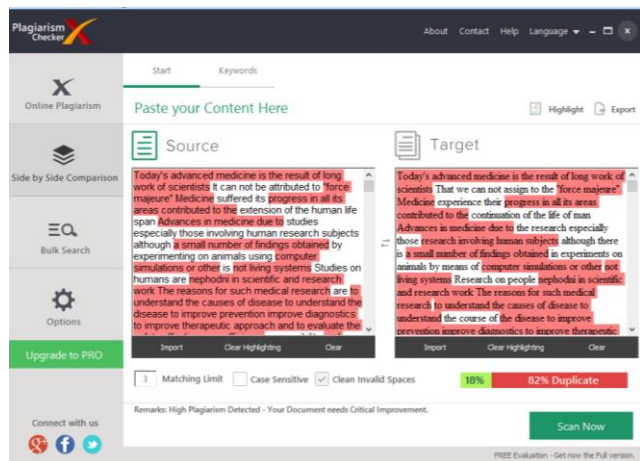 Plagiarism
Checker
About Contact Help Language
Start Keywords
Online Plagiarism
Side by Side Comparison
Bulk Search
Options
Upgrade to PRO
Connect with us
Paste your Content Here
Highlight Export
Source
Today's advanced medicine is the result of long
work of scientists It can not be attributed to "force
majeure" Medicine suffered its progress in all its
areas contributed to the extension of the human life
span Advances in medicine due to studies
especially those involving human research subjects
although a small number of findings obtained by
experimenting on animals using computer
simulations or other is not living systems Studies on
humans are nephodni in scientific and research
work The reasons for such medical research are to
understand the causes of disease to understand the
disease to improve prevention improve diagnostics
to improve therapeutic approach and to evaluate the
Import Clear Highlighting Clear
Target
Today's advanced medicine is the result of long work of
scientists That we can not assign to the "force majeure"
Medicine experience their progress in all its areas
contributed to the continuation of the life of man
Advances in medicine due to the research especially
those research involving human subjects although there
is a small number of findings obtained in experiments on
animals by means of computer simulations or other not
living systems Research on people nephodni in scientific
and research work The reasons for such medical
research to understand the causes of disease to
understand the course of the disease to improve
prevention improve diagnostics to improve therapeutic
Import Clear Highlighting Clear
3 Matching Limit Case Sensitive Clean Invalid Spaces
18% 82% Duplicate
Remarks: High Plagiarism Detected - Your Document needs Critical Improvement.
Scan Now
FREE Evaluation - Get now the Full version.